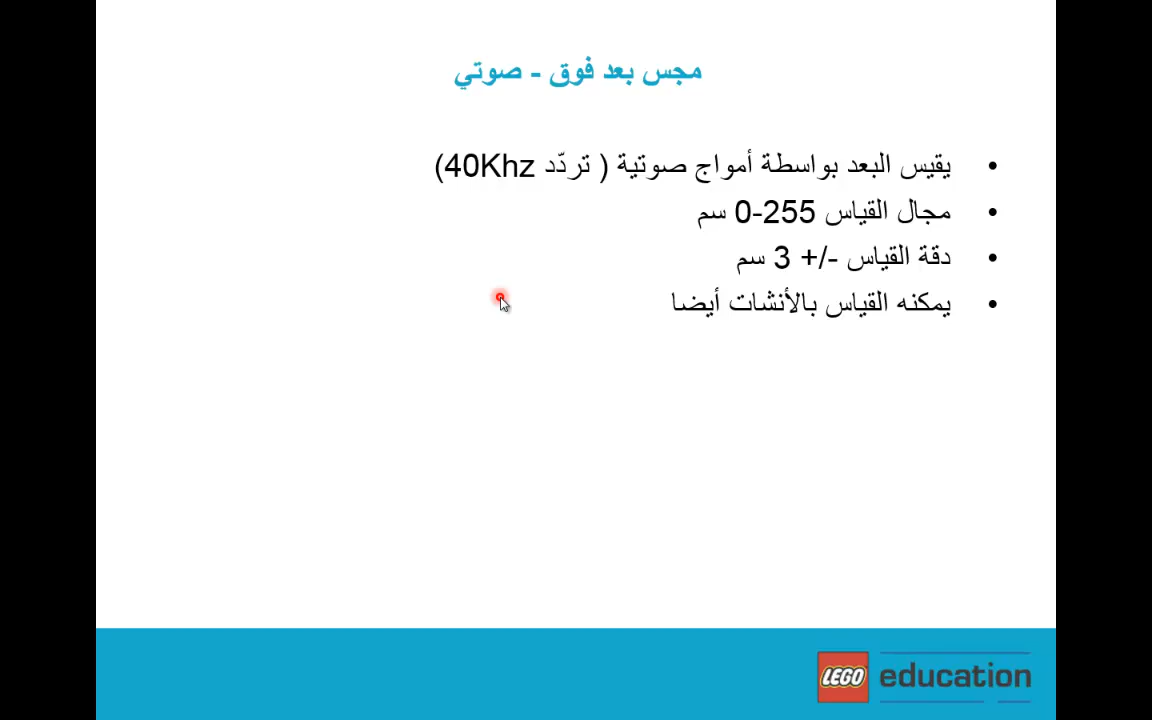 مجس بعد فوق - صوتي
• يقيس البعد بواسطة أمواج صوتية ( تردّد 40Khz)
• مجال القياس 255-0 سم
• دقة القياس -/+ 3 سم
• يمكنه القياس بالأنشات أيضا
LEGO education